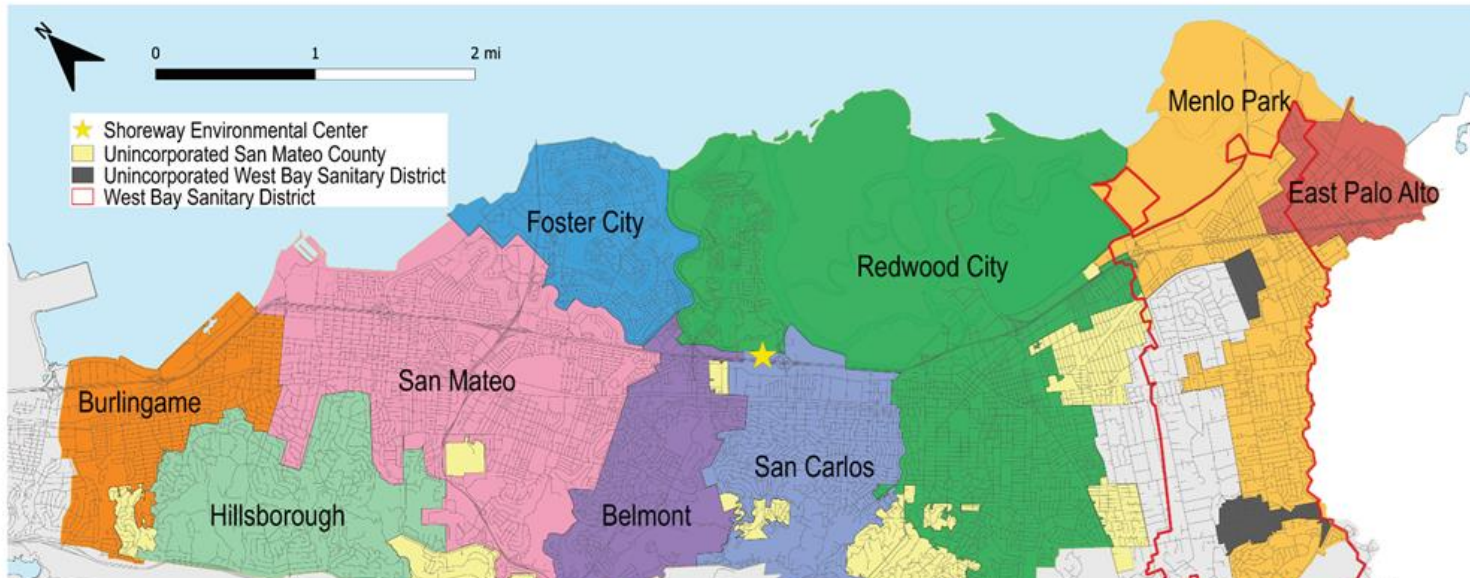 N
0 1 2 mi
Shoreway Environmental Center
Unincorporated San Mateo County
Unincorporated West Bay Sanitary District
West Bay Sanitary District
Menlo Park
East Palo Alto
Foster City
Redwood City
San Mateo
Burlingame
San Carlos
Hillsborough
Belmont